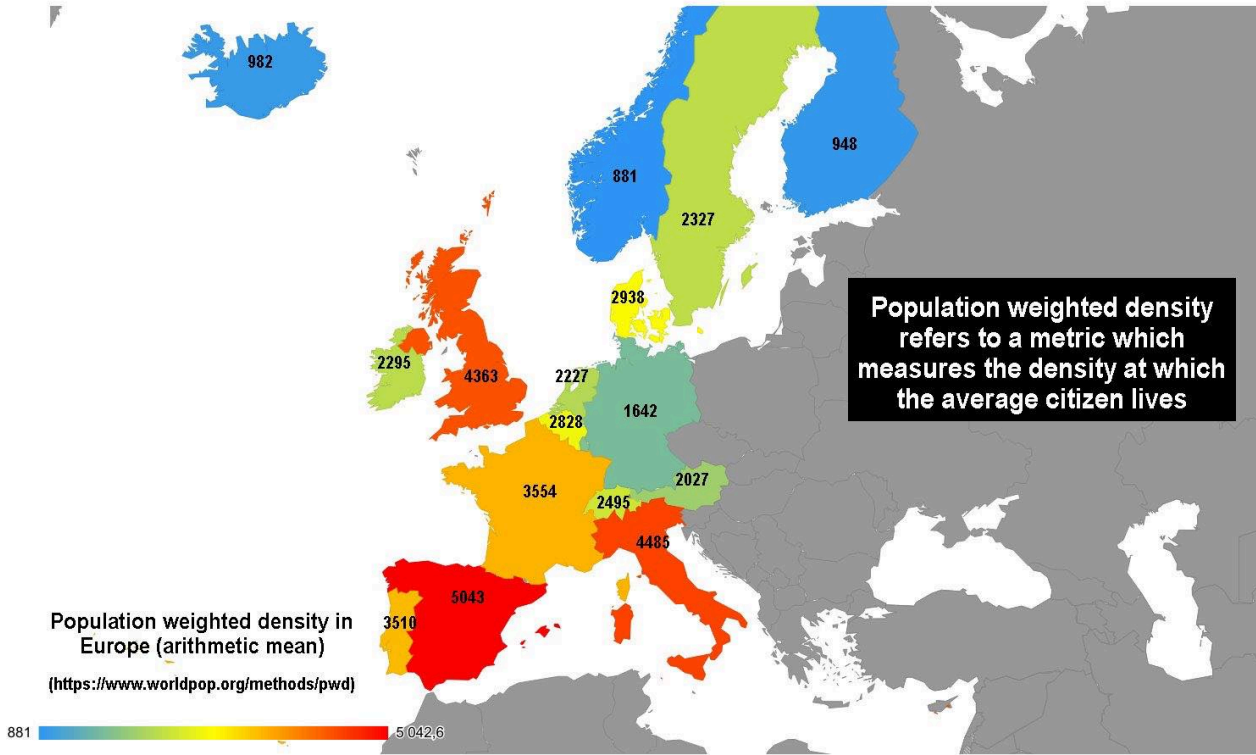 982
881
948
2327
Population weighted density
refers to a metric which
measures the density at which
the average citizen lives
2938
2295
4363
2227
1642
2828
2027
3554
2495
4485
5043
3510
Population weighted density in
Europe (arithmetic mean)
(https://www.worldpop.org/methods/pwd)
881
5 042,6